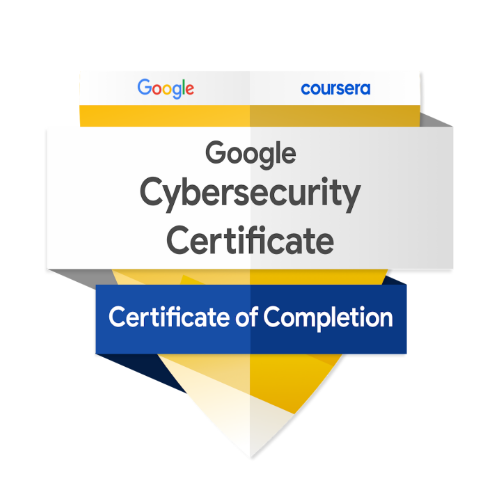 Google coursera
Google
Cybersecurity
Certificate
Certificate of Completion